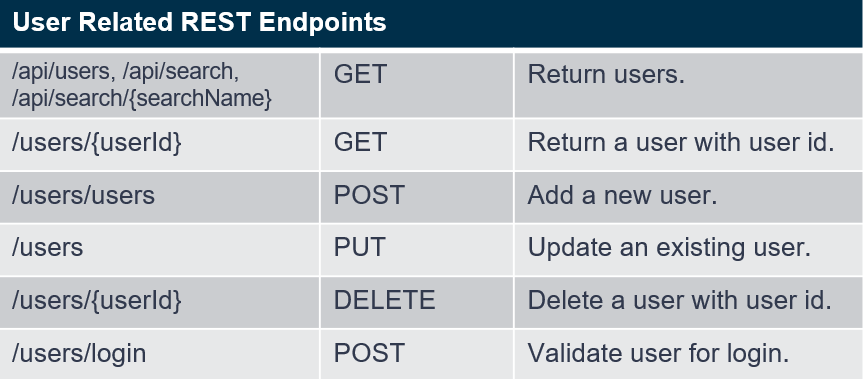 User Related REST Endpoints
/api/users, /api/search, GET Return users.
/api/search/{searchName}
/users/{userId} GET Return a user with user id.
/users/users POST Add a new user.
/users PUT Update an existing user.
/users/{userId} DELETE Delete a user with user id.
/users/login POST Validate user for login.